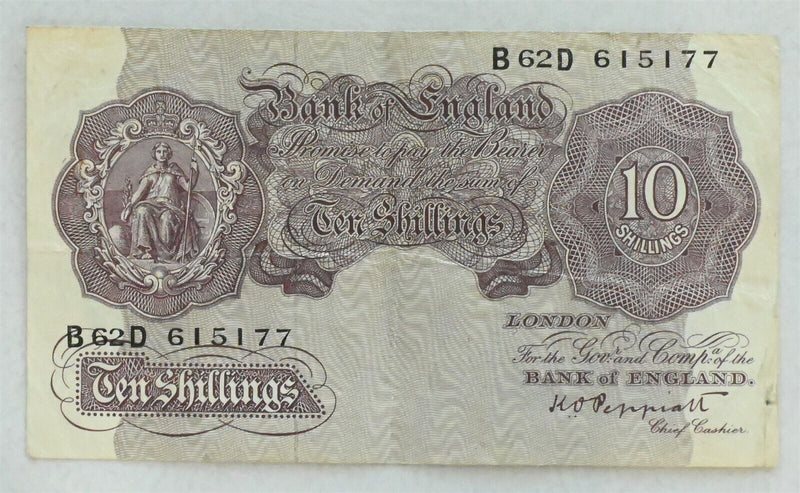 B62D 615177
Bank of England
Promise to pay the Bearer
on Demand the sum of
Ten Shillings
10
SHILLINGS
B62D 615177
Ten Shillings
LONDON
For the Govr. and Compa. of the
BANK of ENGLAND.
K O Peppiatt
Chief Cashier.